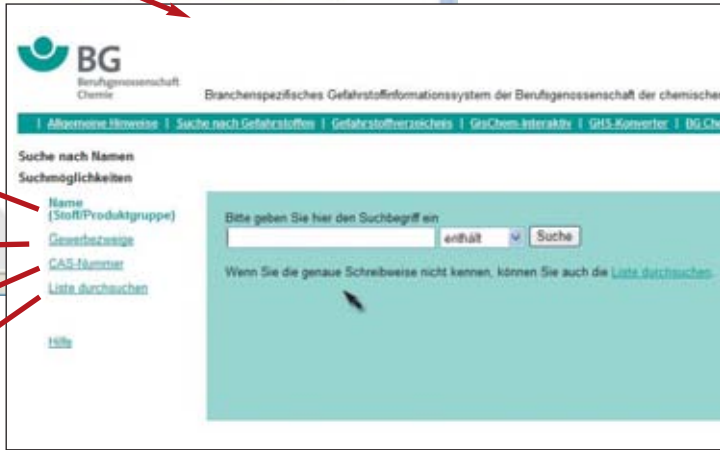 BG
Berufsgenossenschaft
Chemie
Branchenspezifisches Gefahrstoffinformationssystem der Berufsgenossenschaft der chemischen
| Allgemeine Hinweise | Suche nach Gefahrstoffen | Gefahrstoffverzeichnis | GisChem-Interaktiv | GHS-Konverter | BG Che
Suche nach Namen
Suchmöglichkeiten
Name
(Stoff/Produktgruppe)
Gewerbezweige
CAS-Nummer
Liste durchsuchen
Hilfe
Bitte geben Sie hier den Suchbegriff ein
enthält
Suche
Wenn Sie die genaue Schreibweise nicht kennen, können Sie auch die Liste durchsuchen.